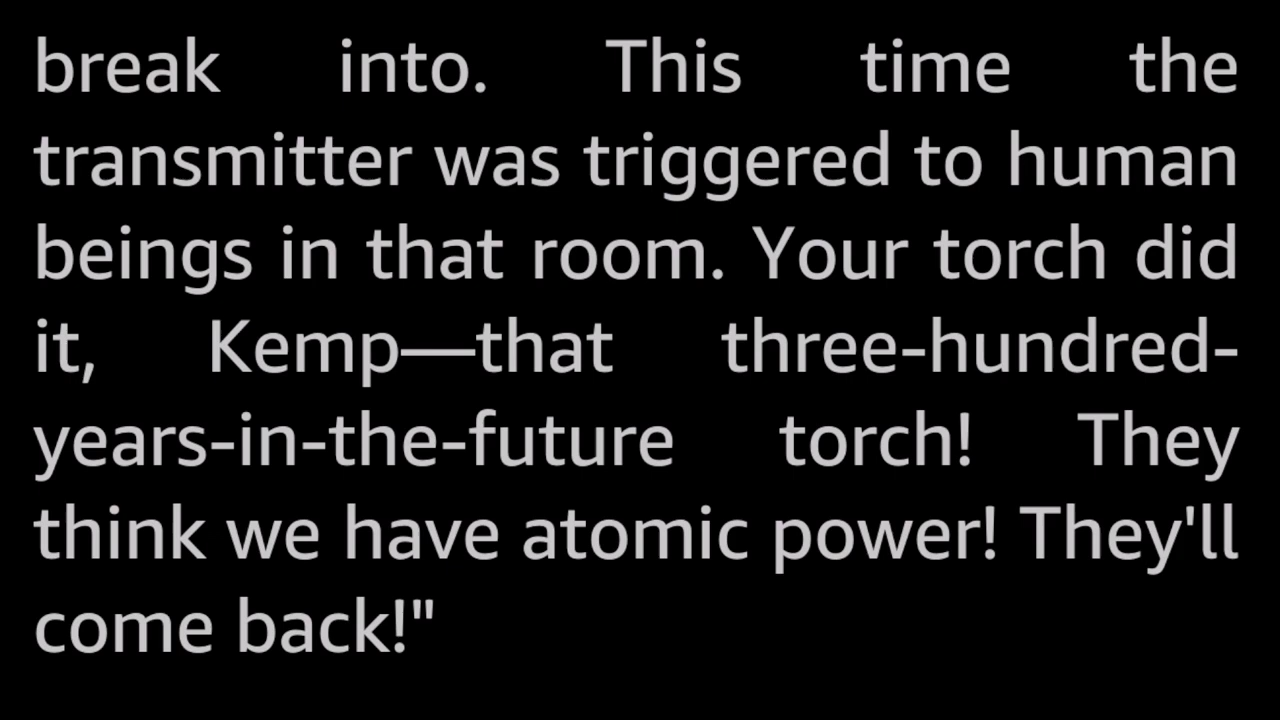 break into. This time the
transmitter was triggered to human
beings in that room. Your torch did
it, Kemp—that three-hundred-
years-in-the-future torch! They
think we have atomic power! They'll
come back!"